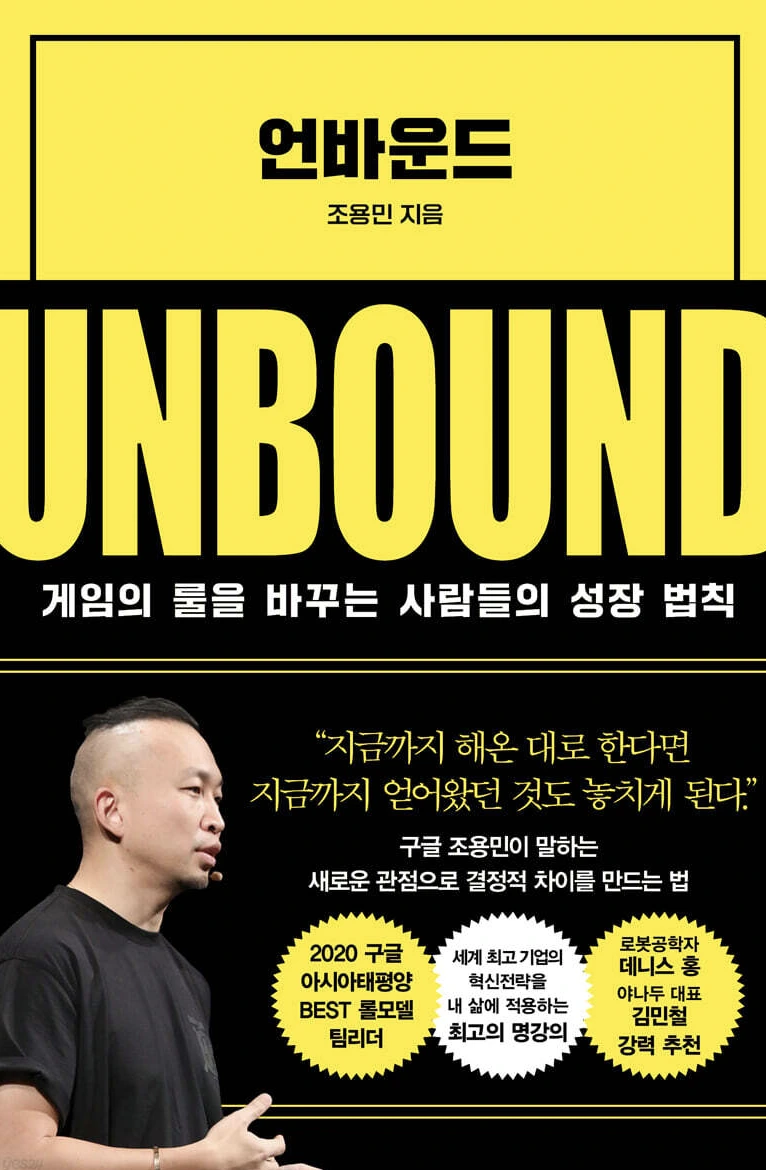 언바운드
조용민 지음
UNBOUND
게임의 룰을 바꾸는 사람들의 성장 법칙
“지금까지 해온 대로 한다면
지금까지 얻어왔던 것도 놓치게 된다.”
구글 조용민이 말하는
새로운 관점으로 결정적 차이를 만드는 법
2020 구글
아시아태평양
BEST 롤모델
팀리더
세계 최고 기업의
혁신전략을
내 삶에 적용하는
최고의 명강의
로봇공학자
데니스 홍
야나두 대표
김민철
강력 추천